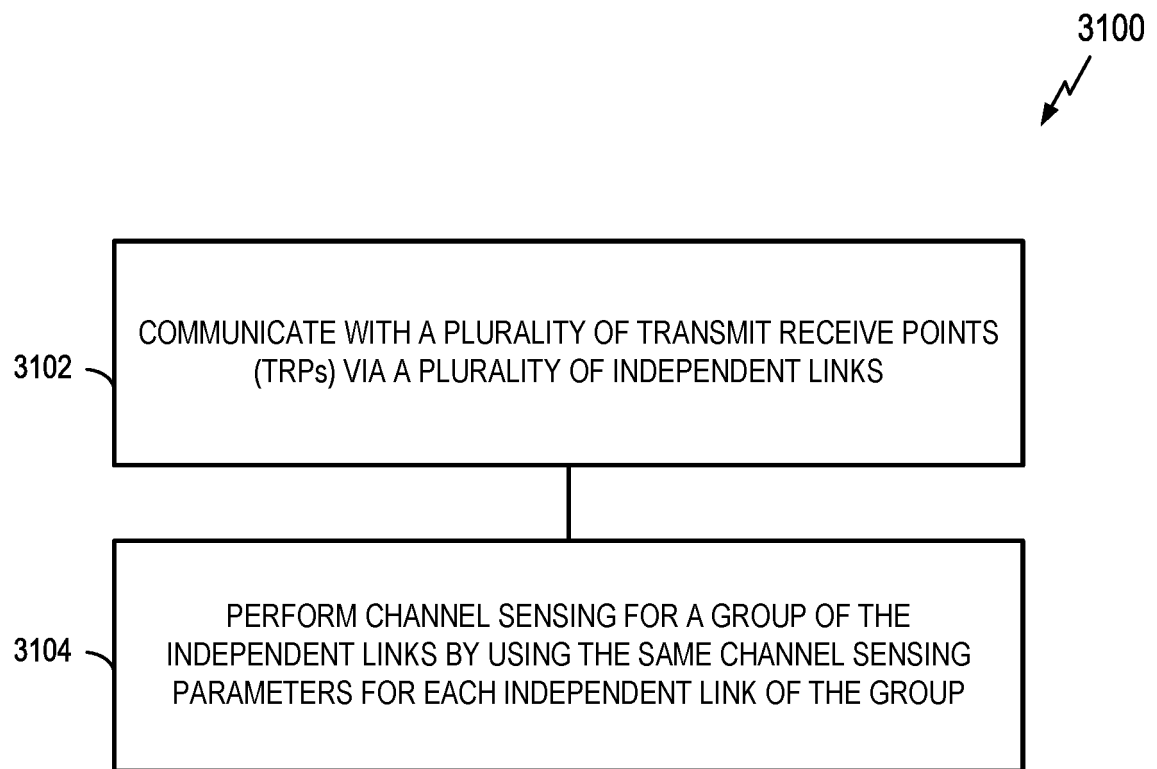 3100
COMMUNICATE WITH A PLURALITY OF TRANSMIT RECEIVE POINTS
(TRPs) VIA A PLURALITY OF INDEPENDENT LINKS
3102
PERFORM CHANNEL SENSING FOR A GROUP OF THE
INDEPENDENT LINKS BY USING THE SAME CHANNEL SENSING
PARAMETERS FOR EACH INDEPENDENT LINK OF THE GROUP
3104